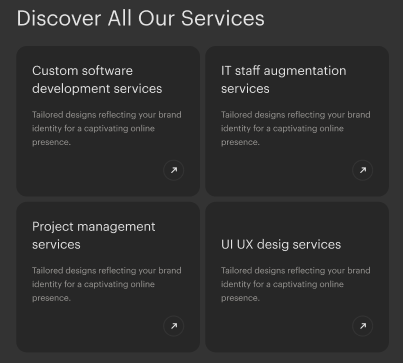 Discover All Our Services
Custom software
development services
Tailored designs reflecting your brand
identity for a captivating online
presence.
IT staff augmentation
services
Tailored designs reflecting your brand
identity for a captivating online
presence.
Project management
services
Tailored designs reflecting your brand
identity for a captivating online
presence.
UI UX desig services
Tailored designs reflecting your brand
identity for a captivating online
presence.